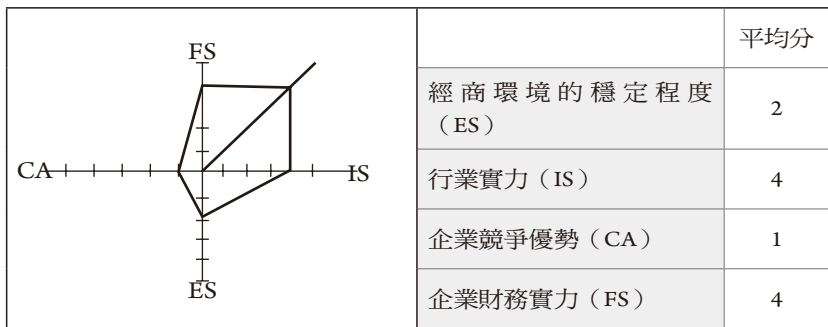 FS
CA
IS
ES
平均分
經商環境的穩定程度
（ES）
2
行業實力（IS）
4
企業競爭優勢（CA）
1
企業財務實力（FS）
4